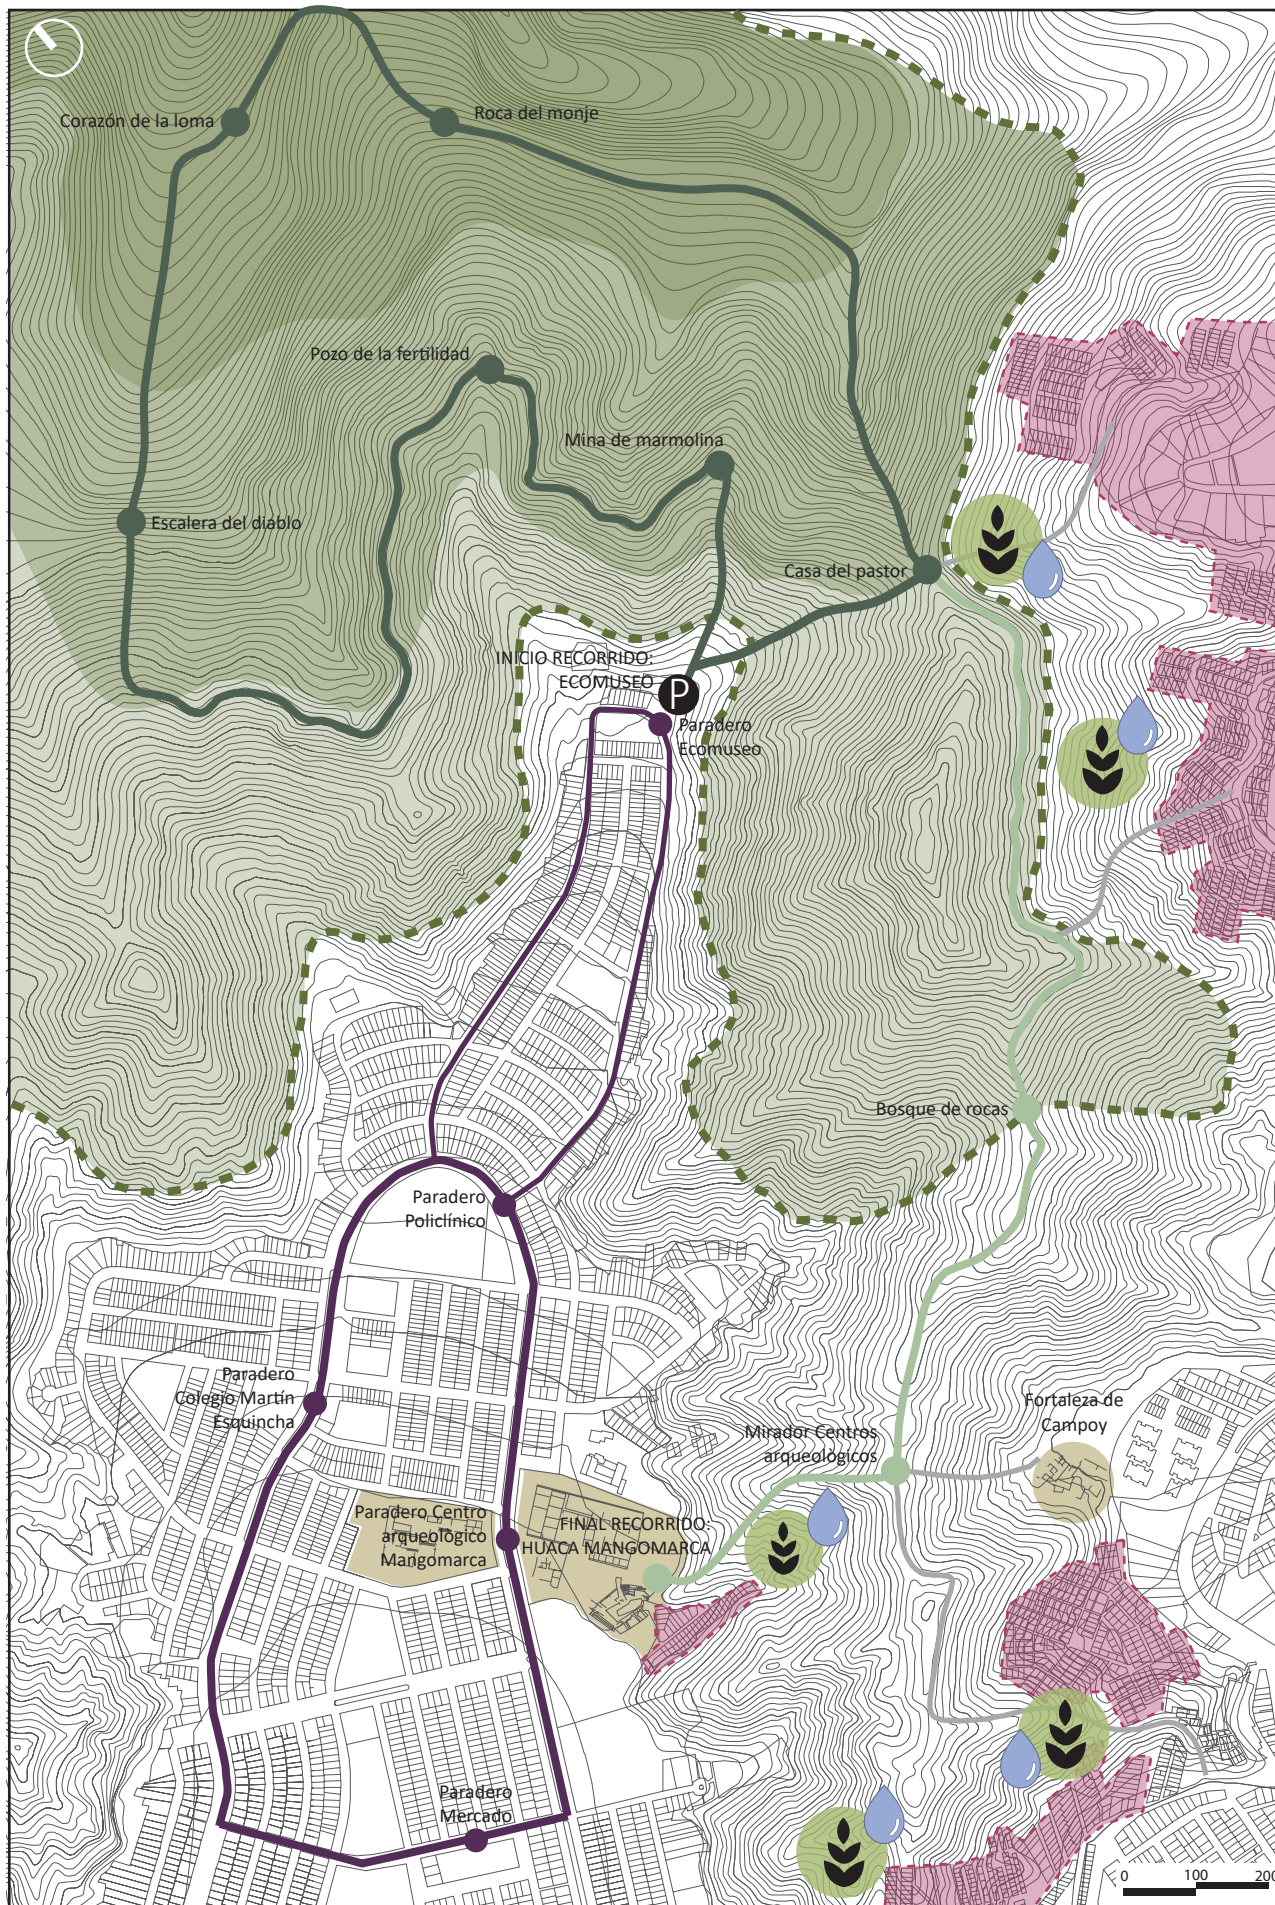 Corazón de la loma
Roca del monje
Pozo de la fertilidad
Mina de marmolina
Escalera del diablo
Casa del pastor
INICIO RECORRIDO:
ECOMUSEO
P
Paradero
Ecomuseo
Bosque de rocas
Paradero
Policlínico
Paradero
Colegio Martín
Esquincha
Fortaleza de
Campoy
Mirador Centros
arqueològicos
Paradero Centro
arqueològico
Mangomarca
FINAL RECORRIDO:
HUACA MANGOMARCA
Paradero
Mercado
0 100 200